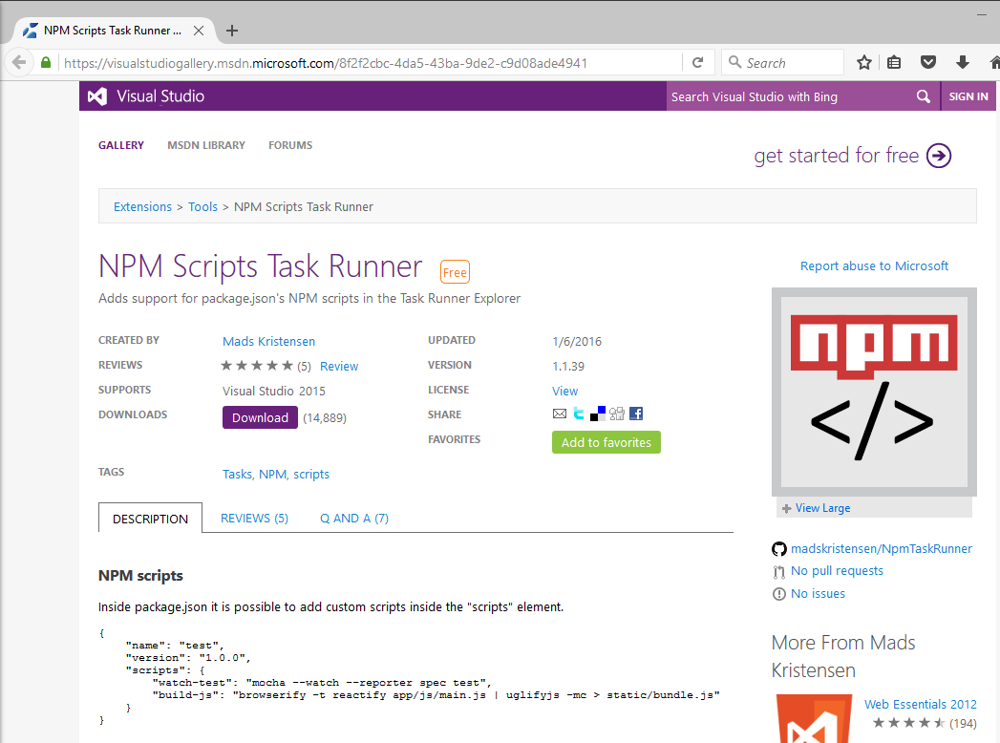 NPM Scripts Task Runner ...
https://visualstudiogallery.msdn.microsoft.com/8f2f2cbc-4da5-43ba-9de2-c9d08ade4941
Search
Visual Studio
Search Visual Studio with Bing
SIGN IN
GALLERY MSDN LIBRARY FORUMS
get started for free
Extensions > Tools > NPM Scripts Task Runner
NPM Scripts Task Runner Free
Adds support for package.json's NPM scripts in the Task Runner Explorer
CREATED BY Mads Kristensen
REVIEWS (5) Review
SUPPORTS Visual Studio 2015
DOWNLOADS Download (14,889)
UPDATED 1/6/2016
VERSION 1.1.39
LICENSE View
SHARE
FAVORITES Add to favorites
TAGS Tasks, NPM, scripts
DESCRIPTION REVIEWS (5) Q AND A (7)
NPM scripts
Inside package.json it is possible to add custom scripts inside the "scripts" element.
{
"name": "test",
"version": "1.0.0",
"scripts": {
"watch-test": "mocha --watch --reporter spec test",
"build-js": "browserify -t reactify app/js/main.js | uglifyjs -mc > static/bundle.js"
}
}
Report abuse to Microsoft
npm
</>
View Large
madskristensen/NpmTaskRunner
No pull requests
No issues
More From Mads
Kristensen
Web Essentials 2012
(194)